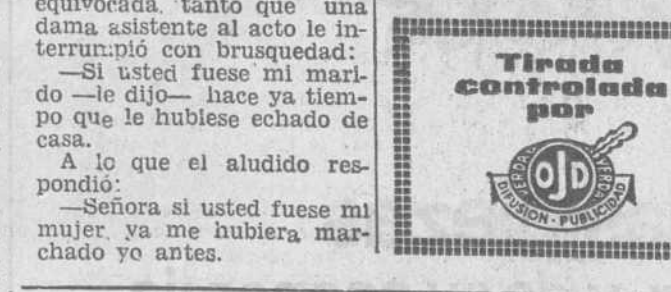 equivocada, tanto que una
dama asistente al acto le in-
terrumpió con brusquedad:
—Si usted fuese mi mari-
do —le dijo— hace ya tiem-
po que le hubiese echado de
casa.
A lo que el aludido res-
pondió:
—Señora si usted fuese mi
mujer, ya me hubiera mar-
chado yo antes.
Tirada
controlada
por
OJD
DIFUSION - PUBLICIDAD